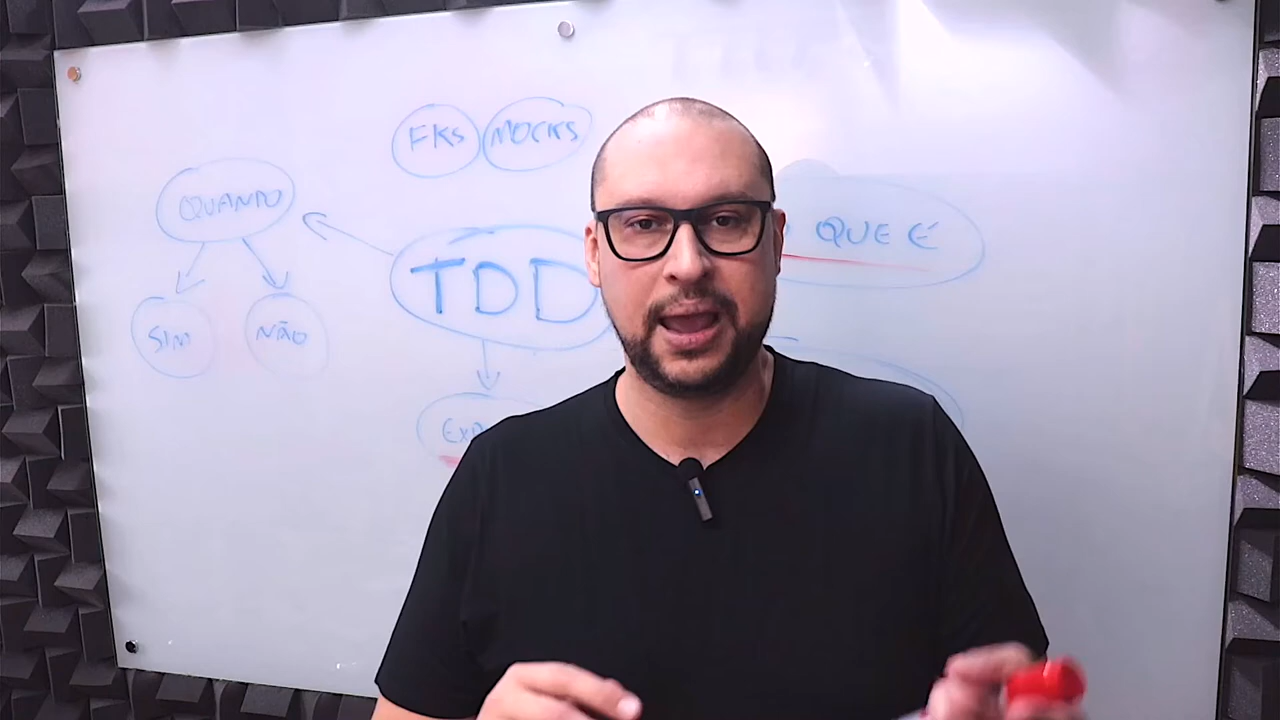 FKs MOCKS
QUANDO
QUE É
TDD
SIM
NÃO